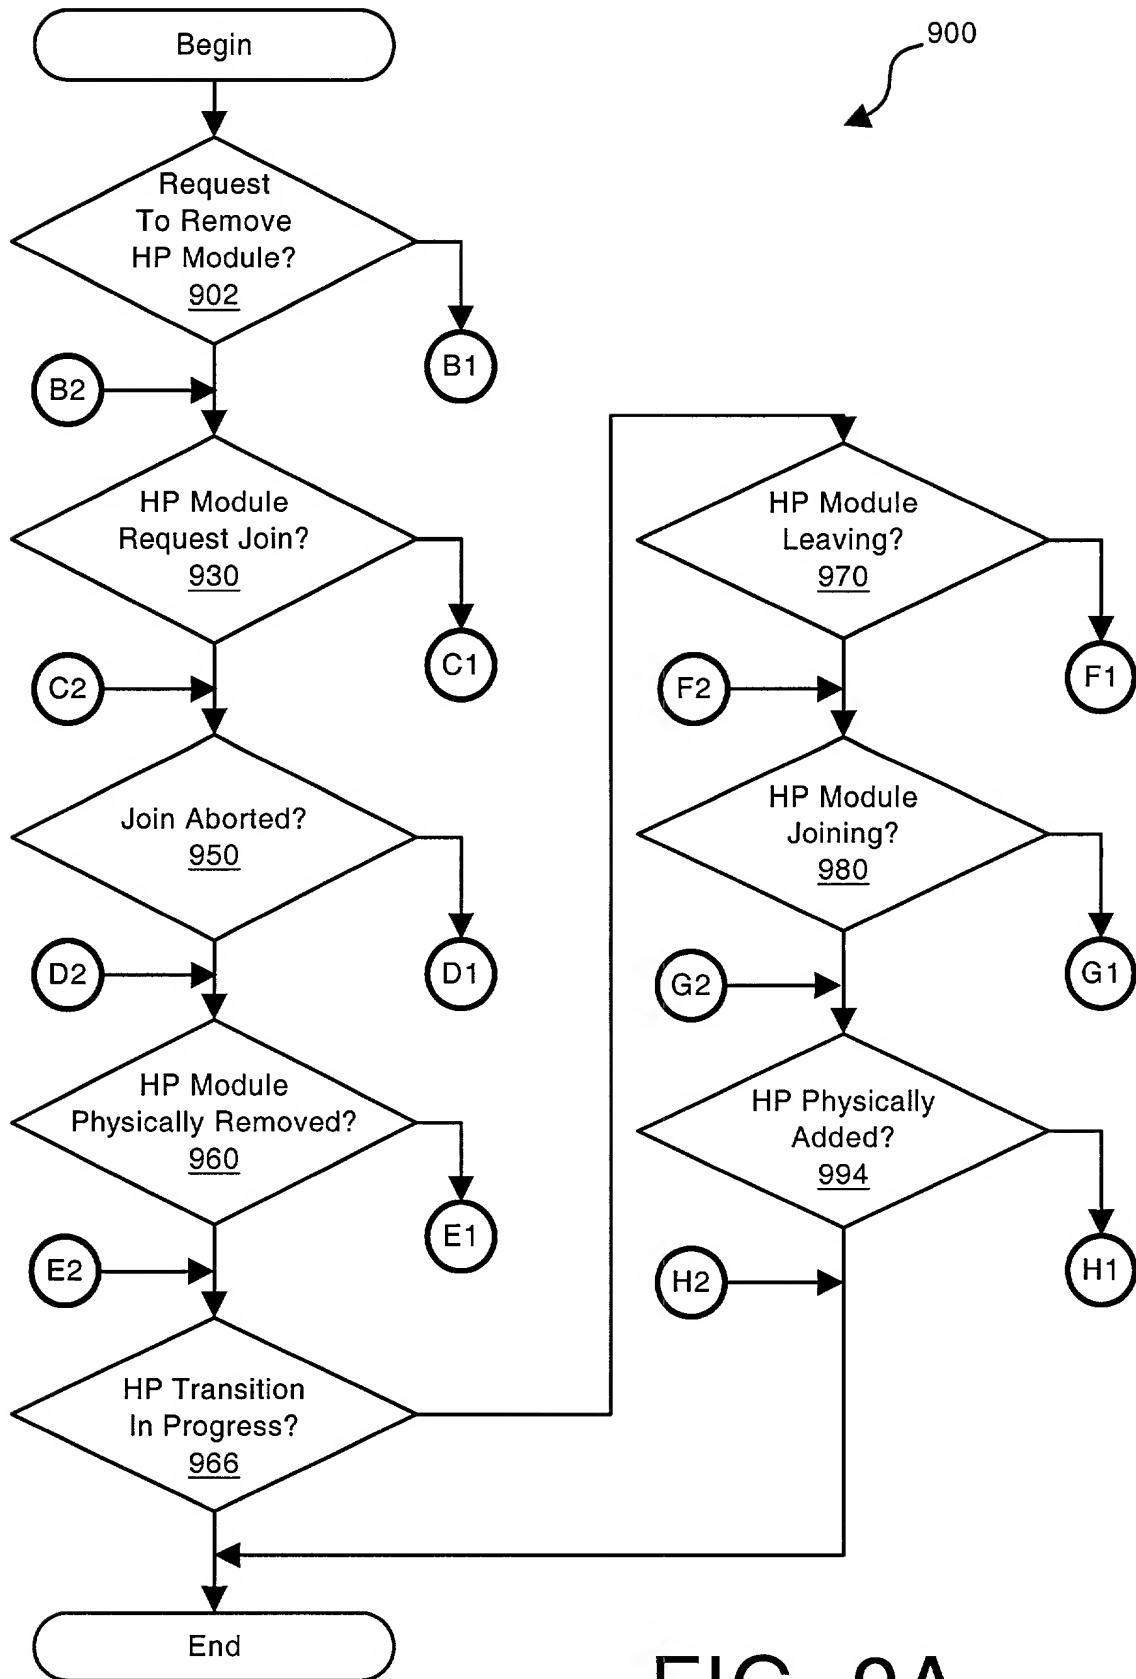 Begin
900
Request
To Remove
HP Module?
902
B1
B2
HP Module
Request Join?
930
C1
C2
Join Aborted?
950
D1
D2
HP Module
Physically Removed?
960
E1
E2
HP Transition
In Progress?
966
HP Module
Leaving?
970
F1
F2
HP Module
Joining?
980
G1
G2
HP Physically
Added?
994
H1
H2
End
FIG. 9A